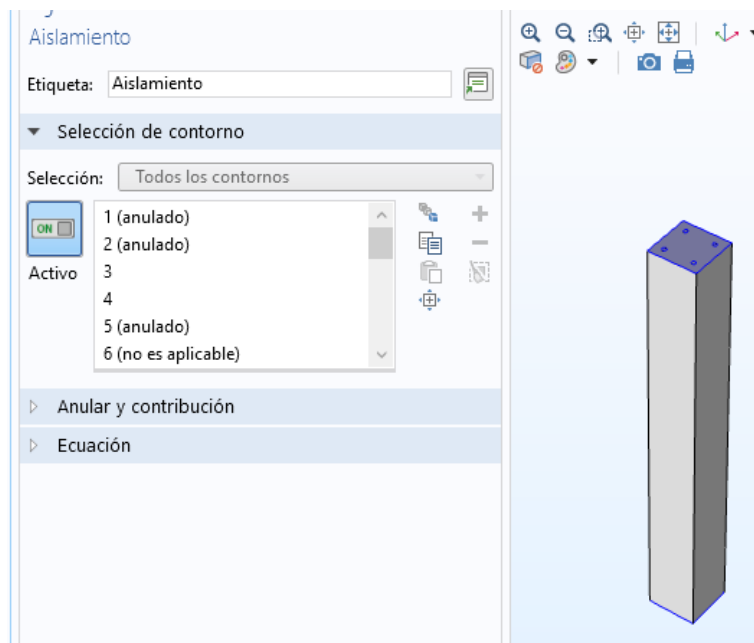 Aislamiento
Etiqueta: Aislamiento
Selección de contorno
Selección: Todos los contornos
ON
Activo
1 (anulado)
2 (anulado)
3
4
5 (anulado)
6 (no es aplicable)
Anular y contribución
Ecuación